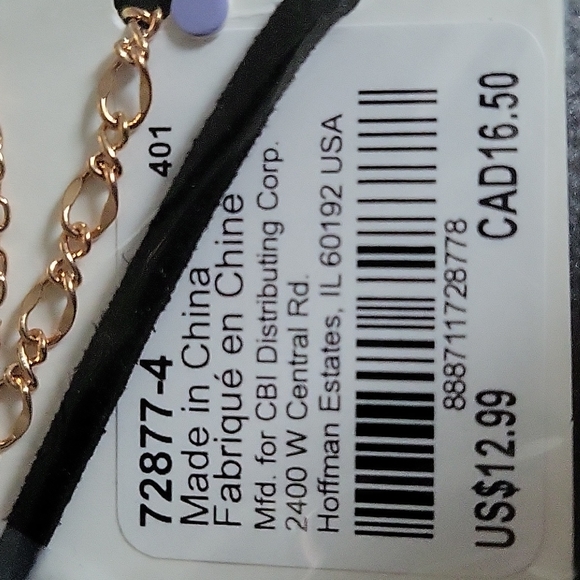 401
72877-4
Made in China
Fabriqué en Chine
Mfd. for CBI Distributing Corp.
2400 W Central Rd.
Hoffman Estates, IL 60192 USA
888711728778
US$12.99 CAD16.50